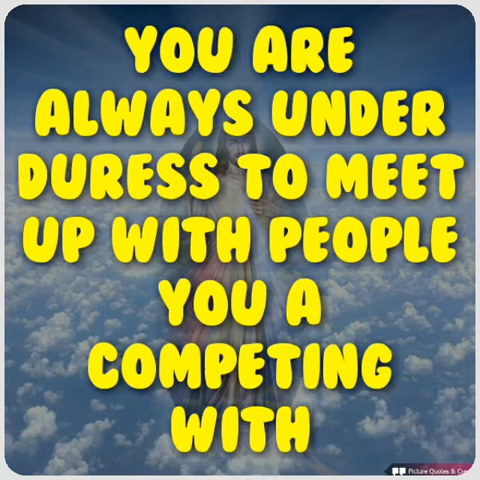 YOU ARE
ALWAYS UNDER
DURESS TO MEET
UP WITH PEOPLE
YOU A
COMPETING
WITH
Picture Quotes &